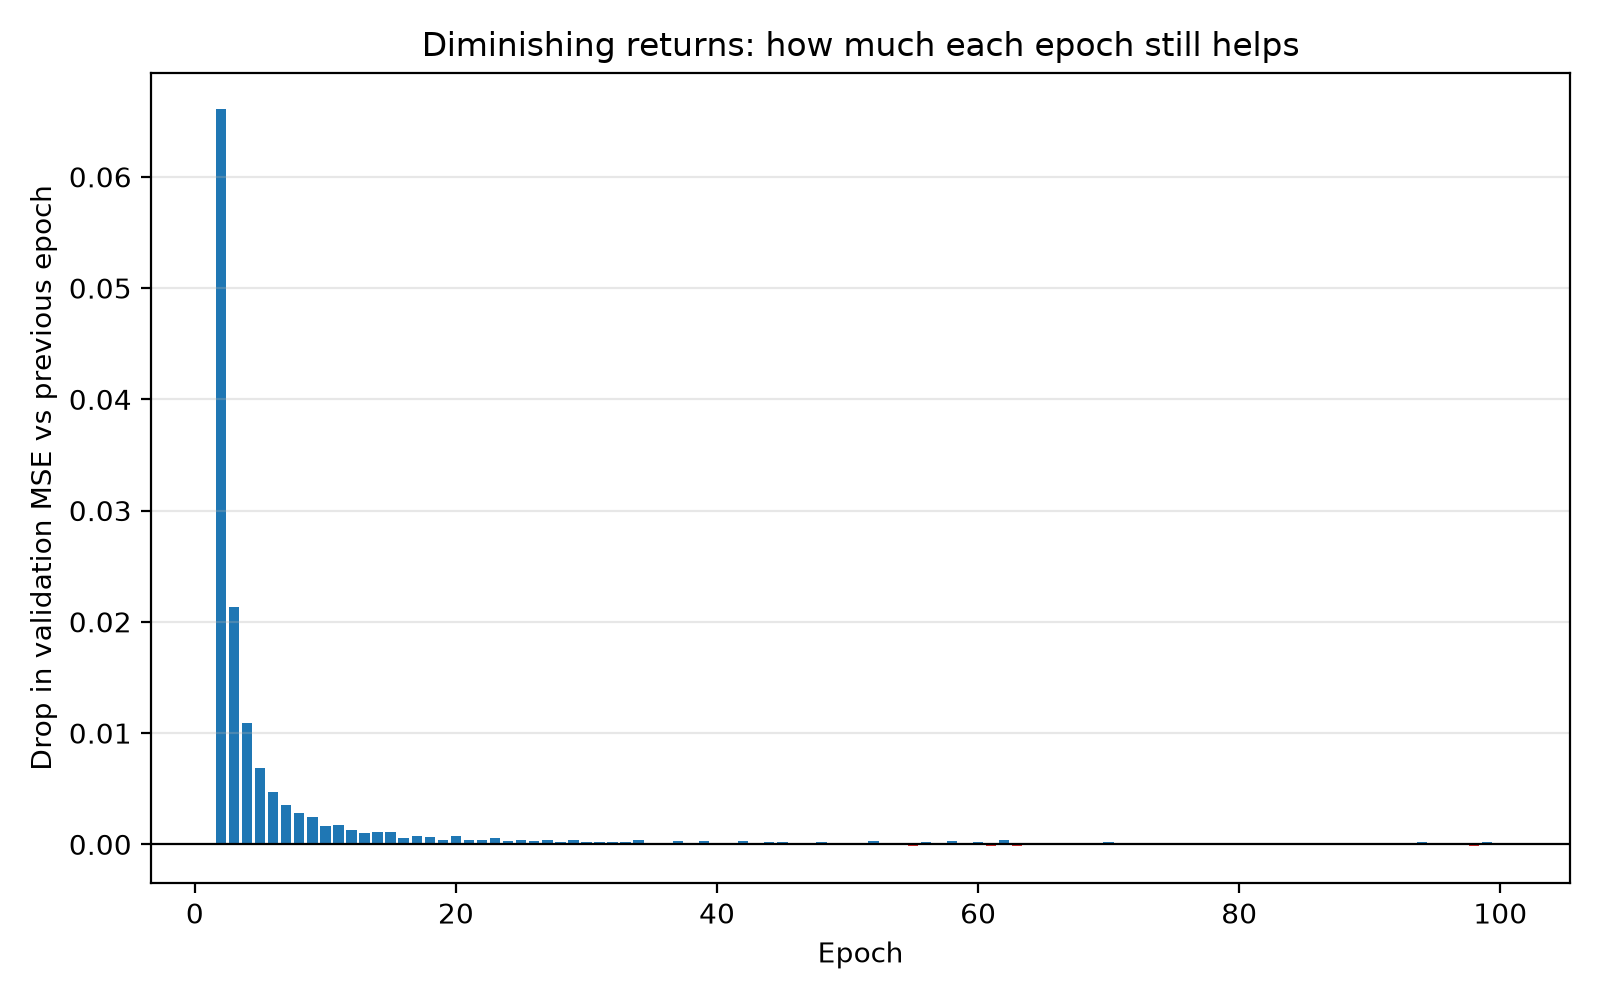 Diminishing returns: how much each epoch still helps
Drop in validation MSE vs previous epoch
0.06
0.05
0.04
0.03
0.02
0.01
0.00
0 20 40 60 80 100
Epoch